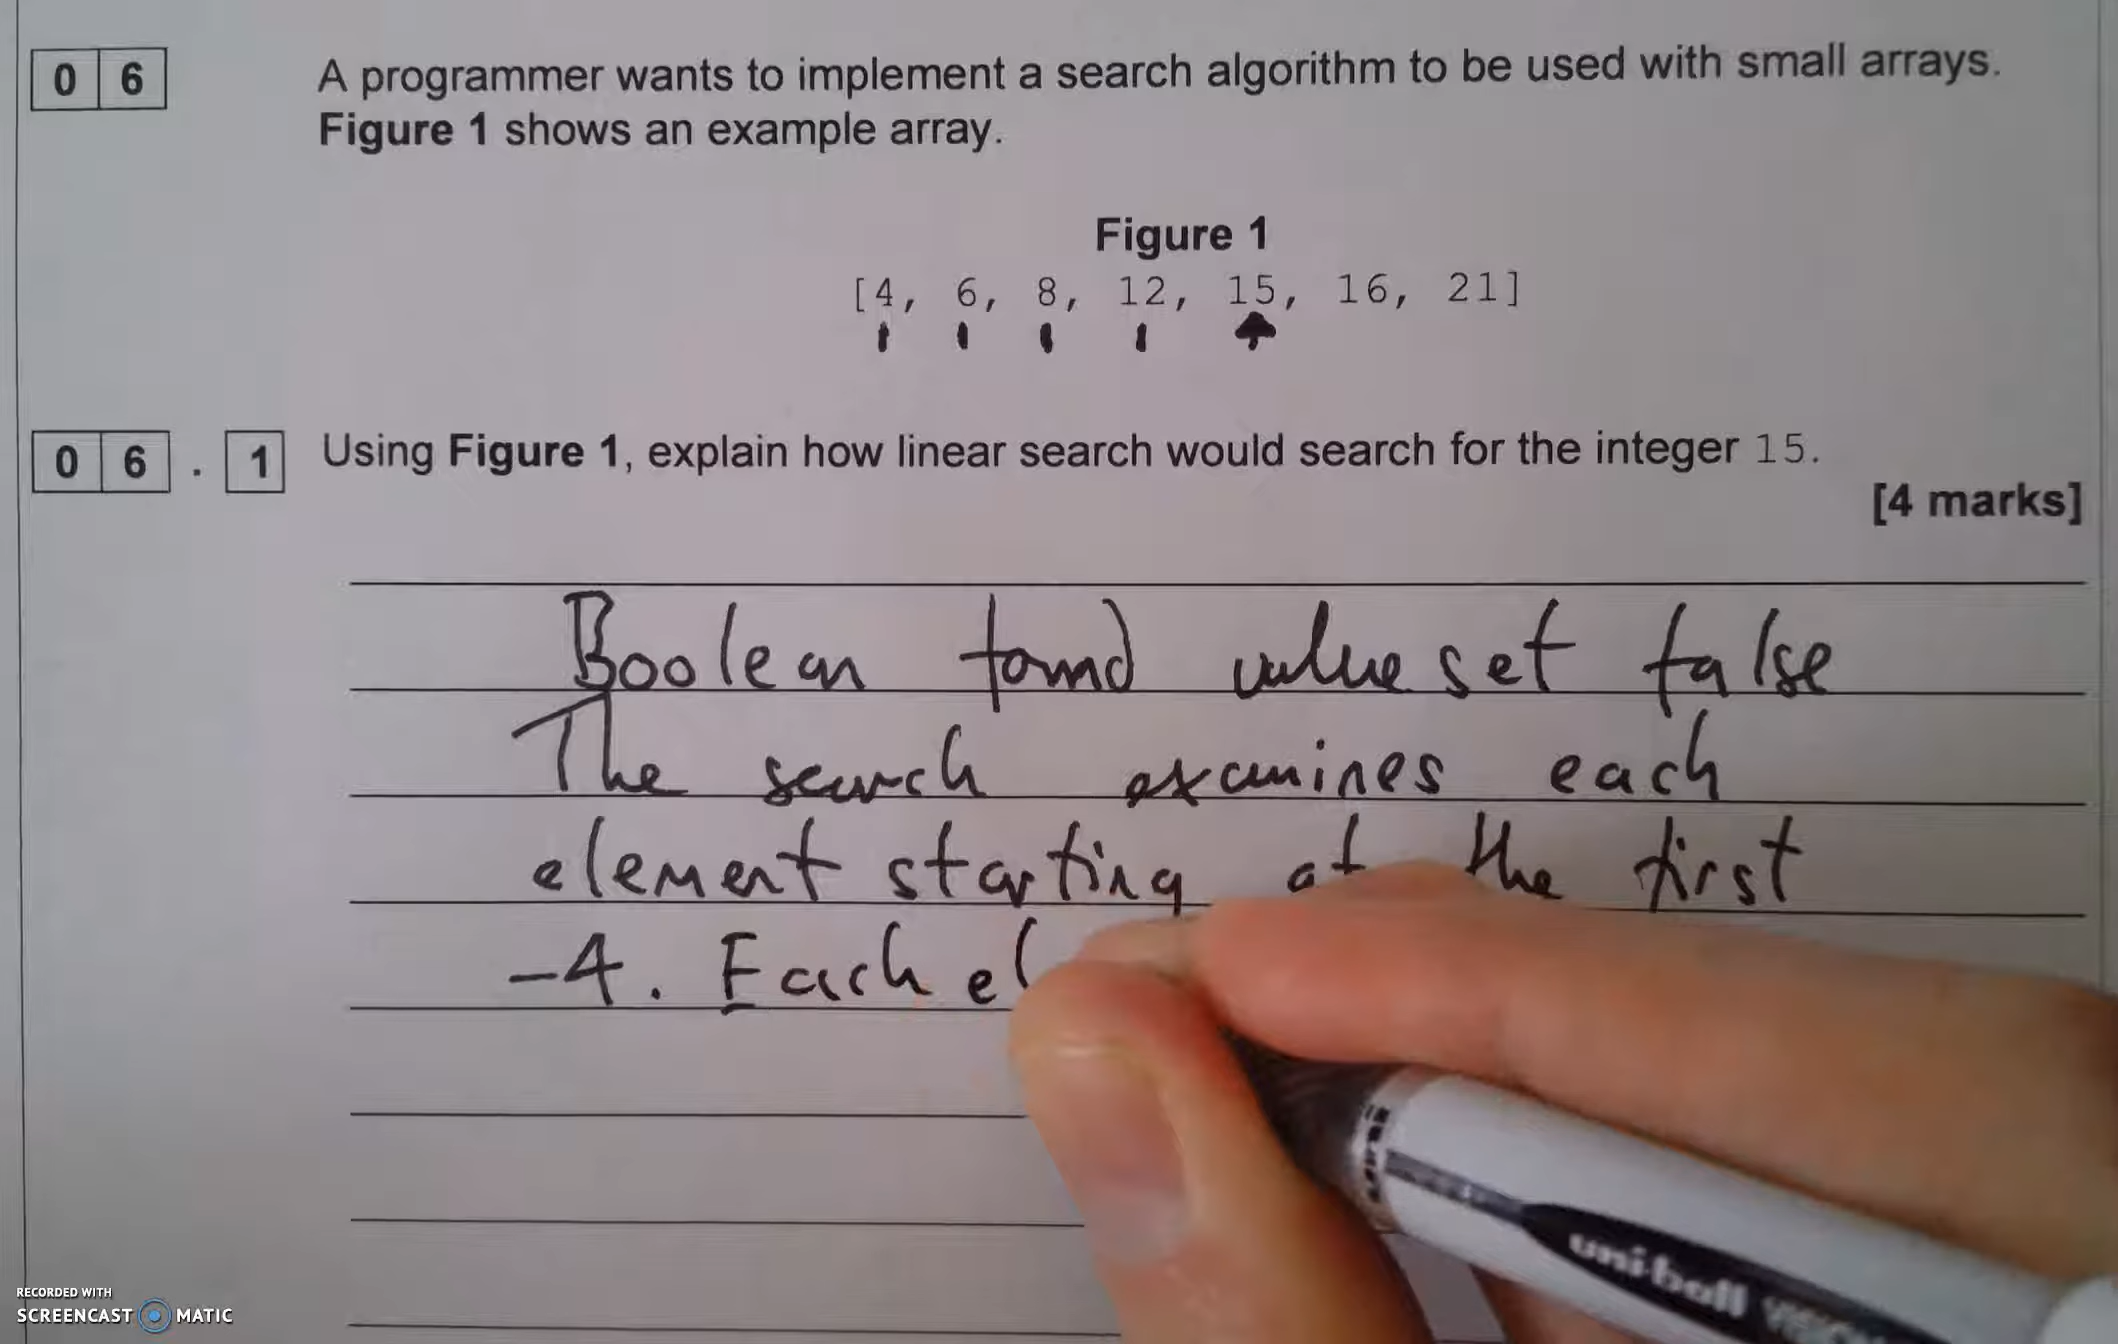 0 6
A programmer wants to implement a search algorithm to be used with small arrays.
Figure 1 shows an example array.
Figure 1
[4, 6, 8, 12, 15, 16, 21]
0 6 . 1
Using Figure 1, explain how linear search would search for the integer 15.
[4 marks]
Boolean found value set false
The search examines each
element starting at the first
-4. Each el
uni-ball
RECORDED WITH
SCREENCAST MATIC